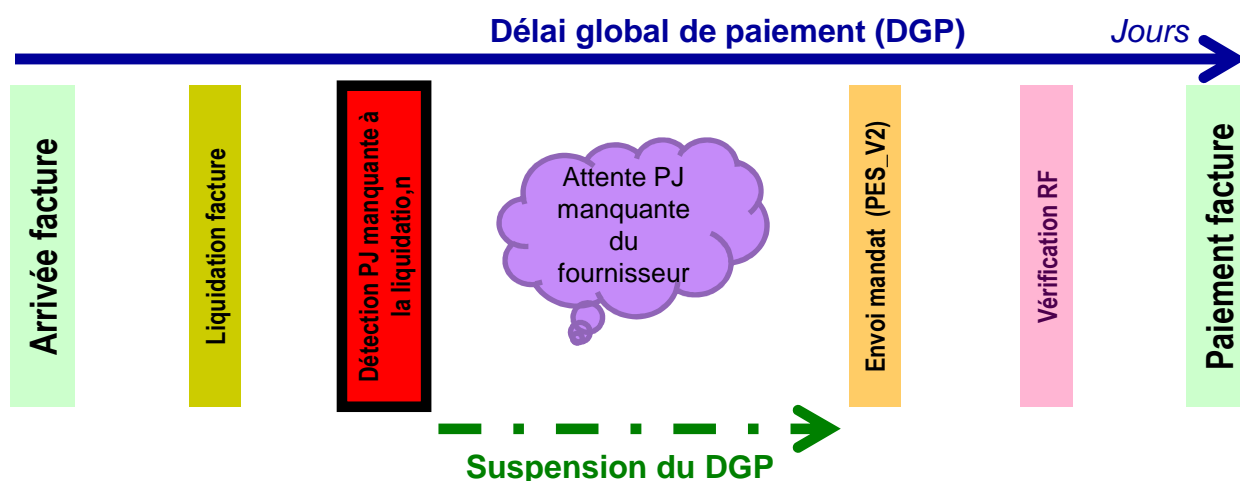 Délai global de paiement (DGP)
Jours
Arrivée facture
Liquidation facture
Détection PJ manquante à
la liquidatio,n
Attente PJ
manquante
du
fournisseur
Envoi mandat (PES_V2)
Vérification RF
Paiement facture
Suspension du DGP